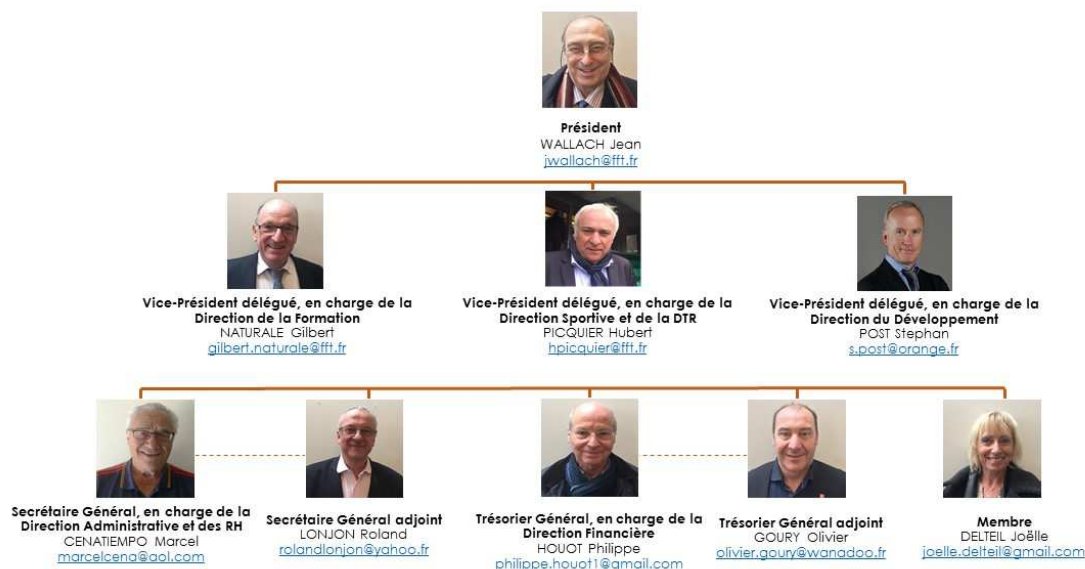 Président
WALLACH Jean
jwallach@fft.fr
Vice-Président délégué, en charge de la
Direction de la Formation
NATURALE Gilbert
gilbert.naturale@fft.fr
Vice-Président délégué, en charge de la
Direction Sportive et de la DTR
PICQUIER Hubert
hpicquier@fft.fr
Vice-Président délégué, en charge de la
Direction du Développement
POST Stephan
s.post@orange.fr
Secrétaire Général, en charge de la
Direction Administrative et des RH
CENATIEMPO Marcel
marcelcena@aol.com
Secrétaire Général adjoint
LONJON Roland
rolandlonjon@yahoo.fr
Trésorier Général, en charge de la
Direction Financière
HOUOT Philippe
philippe.houot1@gmail.com
Trésorier Général adjoint
GOURY Olivier
olivier.goury@wanadoo.fr
Membre
DELTEIL Joëlle
joelle.delteil@gmail.com